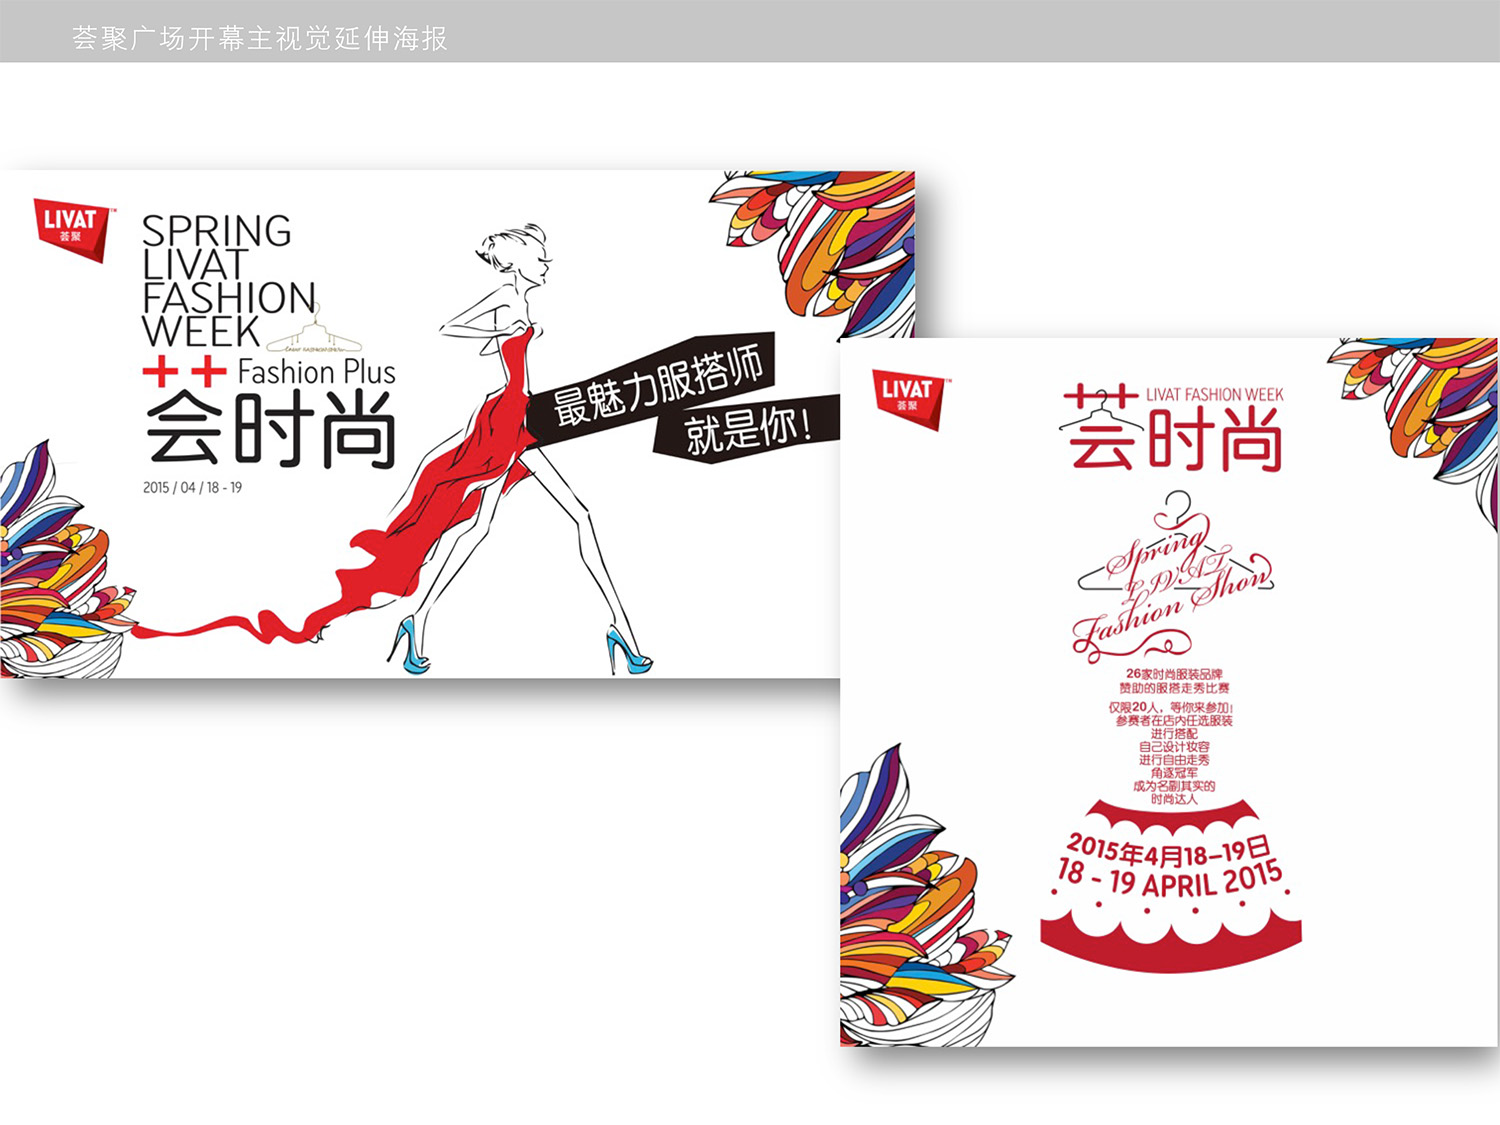 荟聚广场开幕主视觉延伸海报
LIVAT™
荟聚
SPRING
LIVAT
FASHION
WEEK
++ Fashion Plus
荟时尚
2015 / 04 / 18 - 19
最魅力服搭师
就是你！
LIVAT™
荟聚
LIVAT FASHION WEEK
荟时尚
Spring
LIVAT
Fashion Show
26家时尚服装品牌
赞助的服搭走秀比赛
仅限20人，等你来参加！
参赛者在店内任选服装
进行搭配
自己设计妆容
进行自由走秀
角逐冠军
成为名副其实的
时尚达人
2015年4月18-19日
18 - 19 APRIL 2015